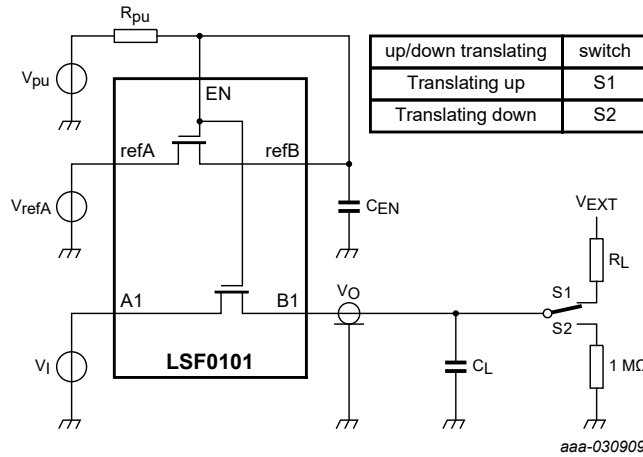 Rpu
Vpu
EN
refA
refB
VrefA
CEN
A1
B1
VO
VI
LSF0101
CL
up/down translating switch
Translating up S1
Translating down S2
VEXT
RL
S1
S2
1 MΩ
aaa-030909